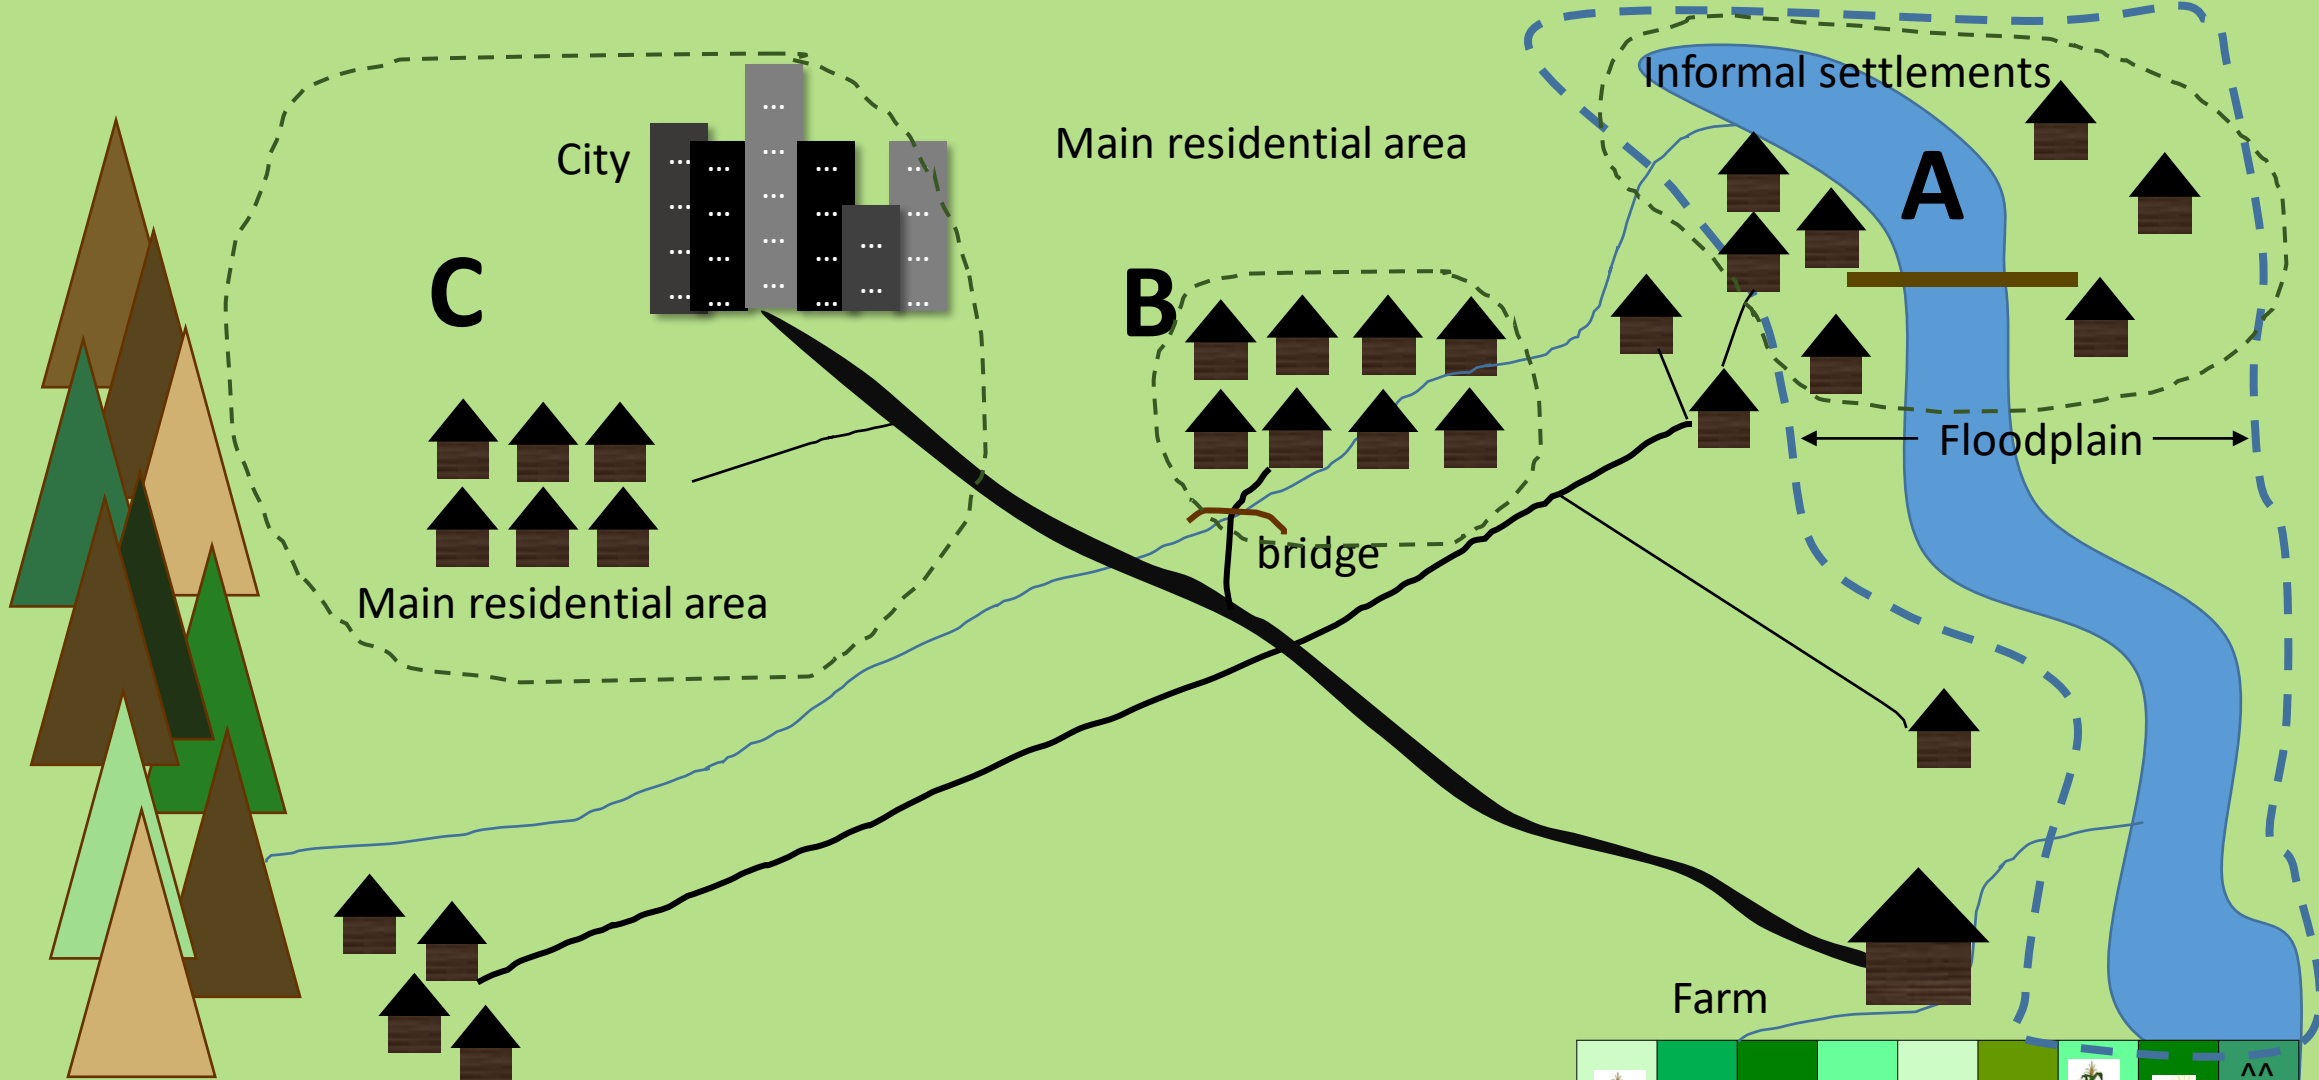 Informal settlements
City
Main residential area
A
C
B
Floodplain
bridge
Main residential area
Farm
^^